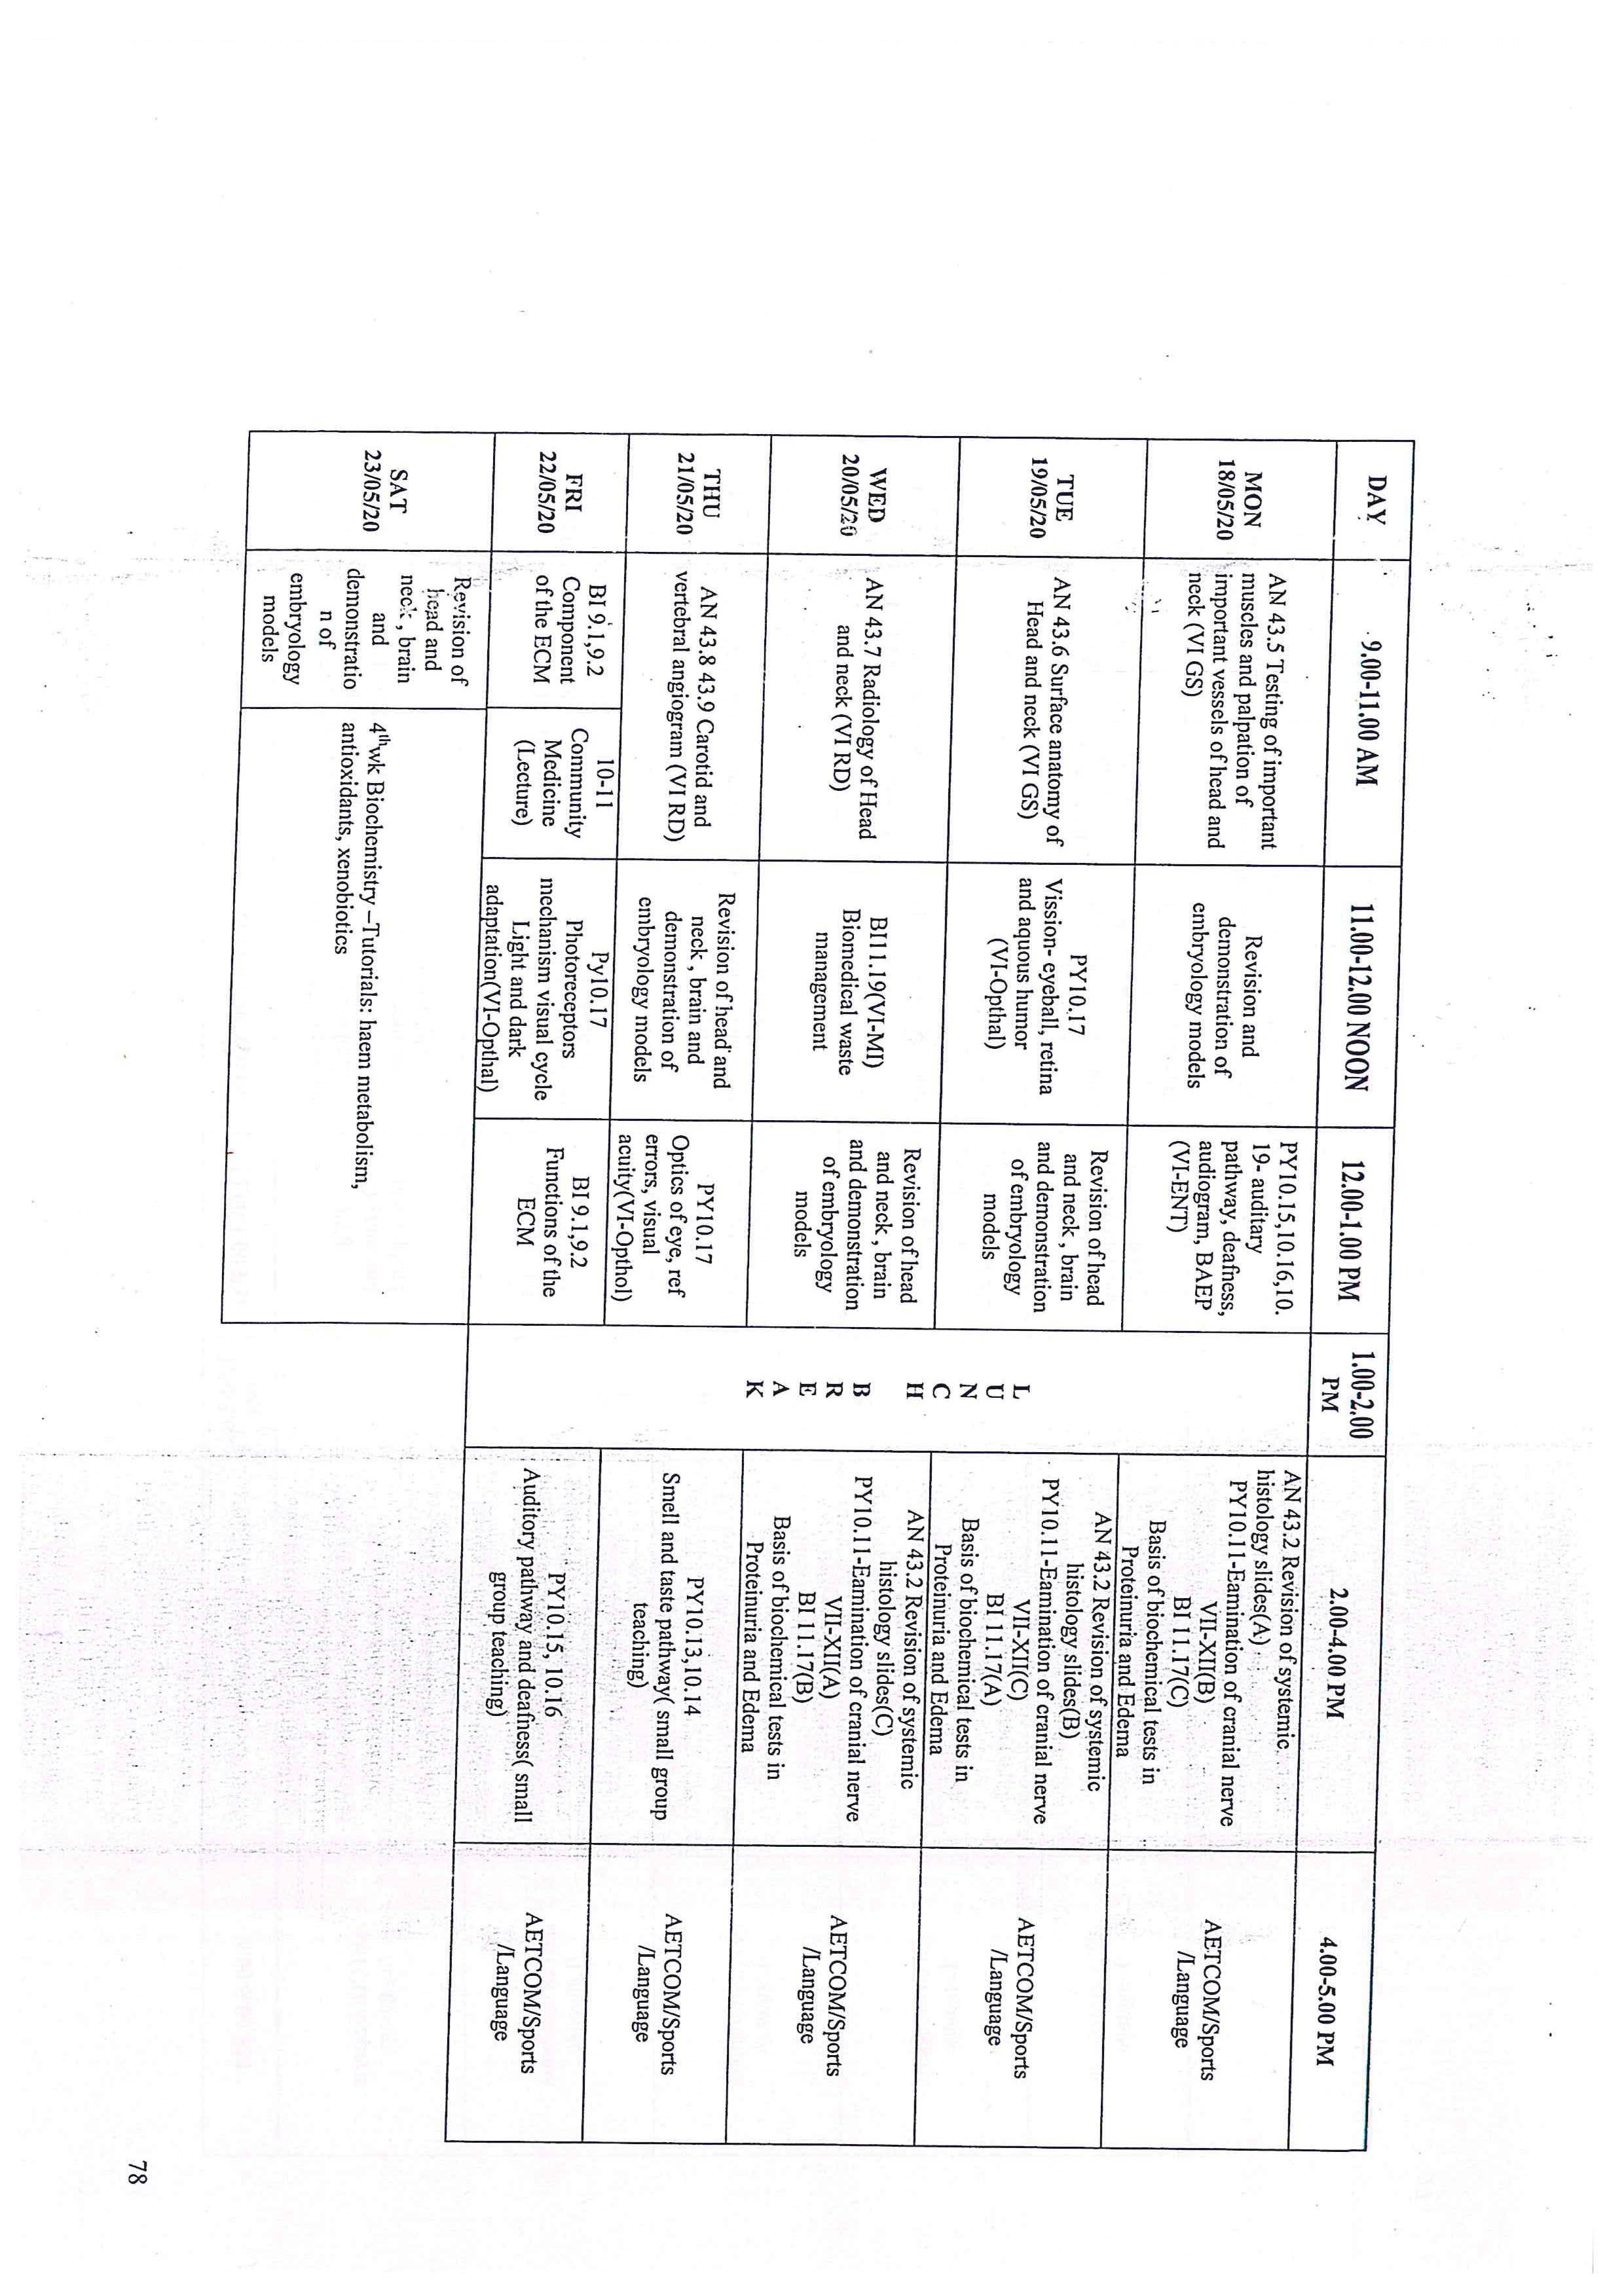 DAY
9.00-11.00 AM
11.00-12.00 NOON
12.00-1.00 PM
1.00-2.00
PM
2.00-4.00 PM
4.00-5.00 PM
MON
18/05/20
AN 43.5 Testing of important
muscles and palpation of
important vessels of head and
neck (VI GS)
Revision and
demonstration of
embryology models
PY10.15,10.16,10.
19- auditary
pathway, deafness,
audiogram, BAEP
(VI-ENT)
L
U
N
C
H
B
R
E
A
K
AN 43.2 Revision of systemic
histology slides(A)
PY10.11-Eamination of cranial nerve
VII-XII(B)
BI 11.17(C)
Basis of biochemical tests in
Proteinuria and Edema
AETCOM/Sports
/Language
TUE
19/05/20
AN 43.6 Surface anatomy of
Head and neck (VI GS)
PY10.17
Vission- eyeball, retina
and aquous humor
(VI-Opthal)
Revision of head
and neck , brain
and demonstration
of embryology
models
AN 43.2 Revision of systemic
histology slides(B)
PY10.11-Eamination of cranial nerve
VII-XII(C)
BI 11.17(A)
Basis of biochemical tests in
Proteinuria and Edema
AETCOM/Sports
/Language
WED
20/05/20
AN 43.7 Radiology of Head
and neck (VI RD)
BI11.19(VI-MI)
Biomedical waste
management
Revision of head
and neck , brain
and demonstration
of embryology
models
AN 43.2 Revision of systemic
histology slides(C)
PY10.11-Eamination of cranial nerve
VII-XII(A)
BI 11.17(B)
Basis of biochemical tests in
Proteinuria and Edema
AETCOM/Sports
/Language
THU
21/05/20
AN 43.8 43.9 Carotid and
vertebral angiogram (VI RD)
Revision of head and
neck , brain and
demonstration of
embryology models
PY10.17
Optics of eye, ref
errors, visual
acuity(VI-Opthol)
PY10.13,10.14
Smell and taste pathway( small group
teaching)
AETCOM/Sports
/Language
FRI
22/05/20
BI 9.1,9.2
Component
of the ECM
10-11
Community
Medicine
(Lecture)
Py10.17
Photoreceptors
mechanism visual cycle
Light and dark
adaptation(VI-Opthal)
BI 9.1,9.2
Functions of the
ECM
PY10.15, 10.16
Auditory pathway and deafness( small
group teaching)
AETCOM/Sports
/Language
SAT
23/05/20
Revision of
head and
neck , brain
and
demonstratio
n of
embryology
models
4thwk Biochemistry –Tutorials: haem metabolism,
antioxidants, xenobiotics
78